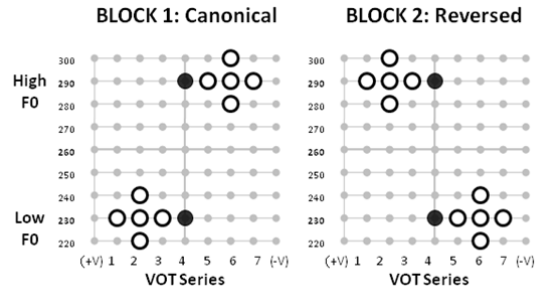 BLOCK 1: Canonical
BLOCK 2: Reversed
High F0
Low F0
300
290
280
270
260
250
240
230
220
(+V) 1 2 3 4 5 6 7 (-V)
VOT Series
300
290
280
270
260
250
240
230
220
(+V) 1 2 3 4 5 6 7 (-V)
VOT Series